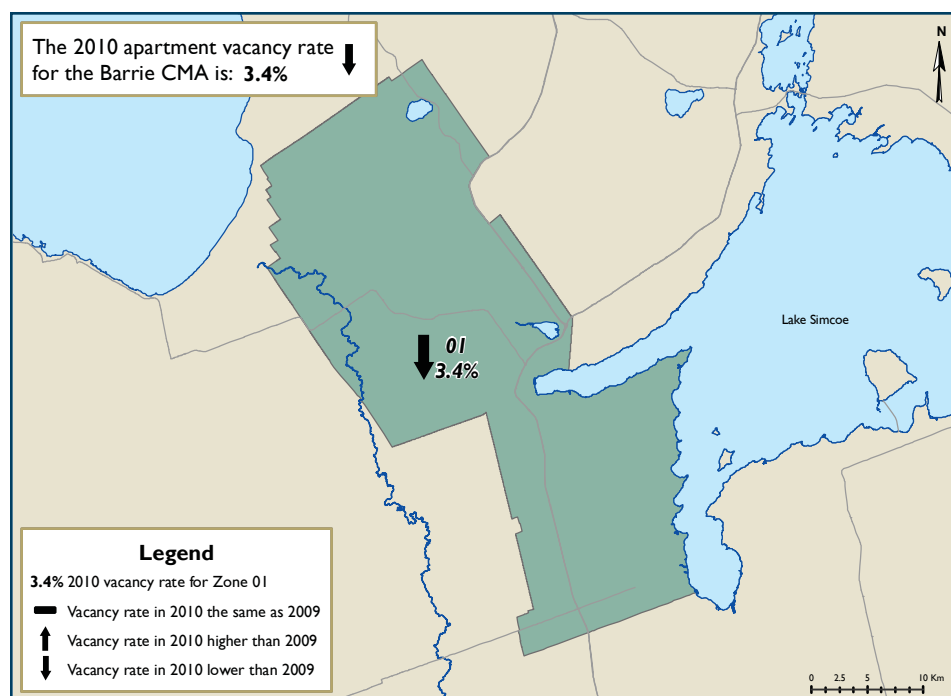 The 2010 apartment vacancy rate
for the Barrie CMA is: 3.4%
N
Lake Simcoe
01
3.4%
Legend
3.4% 2010 vacancy rate for Zone 01
Vacancy rate in 2010 the same as 2009
Vacancy rate in 2010 higher than 2009
Vacancy rate in 2010 lower than 2009
0 2.5 5 10 Km